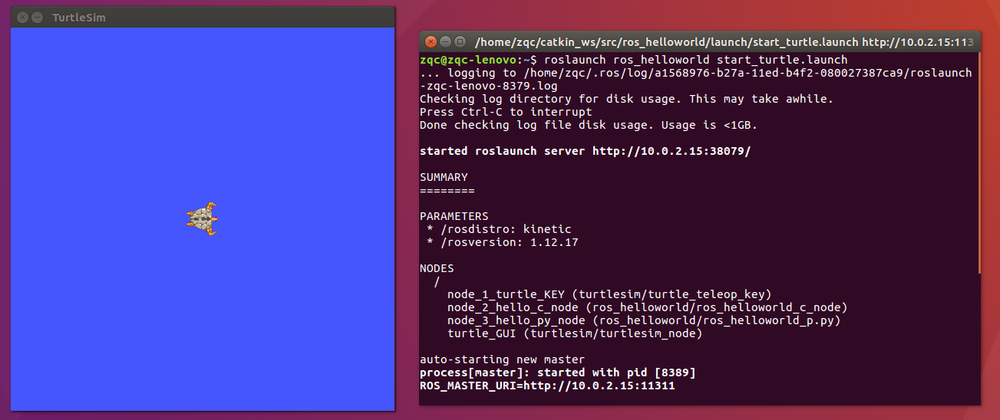 TurtleSim
/home/zqc/catkin_ws/src/ros_helloworld/launch/start_turtle.launch http://10.0.2.15:113
zqc@zqc-lenovo:~$ roslaunch ros_helloworld start_turtle.launch
... logging to /home/zqc/.ros/log/a1568976-b27a-11ed-b4f2-080027387ca9/roslaunch
-zqc-lenovo-8379.log
Checking log directory for disk usage. This may take awhile.
Press Ctrl-C to interrupt
Done checking log file disk usage. Usage is <1GB.
started roslaunch server http://10.0.2.15:38079/
SUMMARY
========
PARAMETERS
* /rosdistro: kinetic
* /rosversion: 1.12.17
NODES
/
node_1_turtle_KEY (turtlesim/turtle_teleop_key)
node_2_hello_c_node (ros_helloworld/ros_helloworld_c_node)
node_3_hello_py_node (ros_helloworld/ros_helloworld_p.py)
turtle_GUI (turtlesim/turtlesim_node)
auto-starting new master
process[master]: started with pid [8389]
ROS_MASTER_URI=http://10.0.2.15:11311